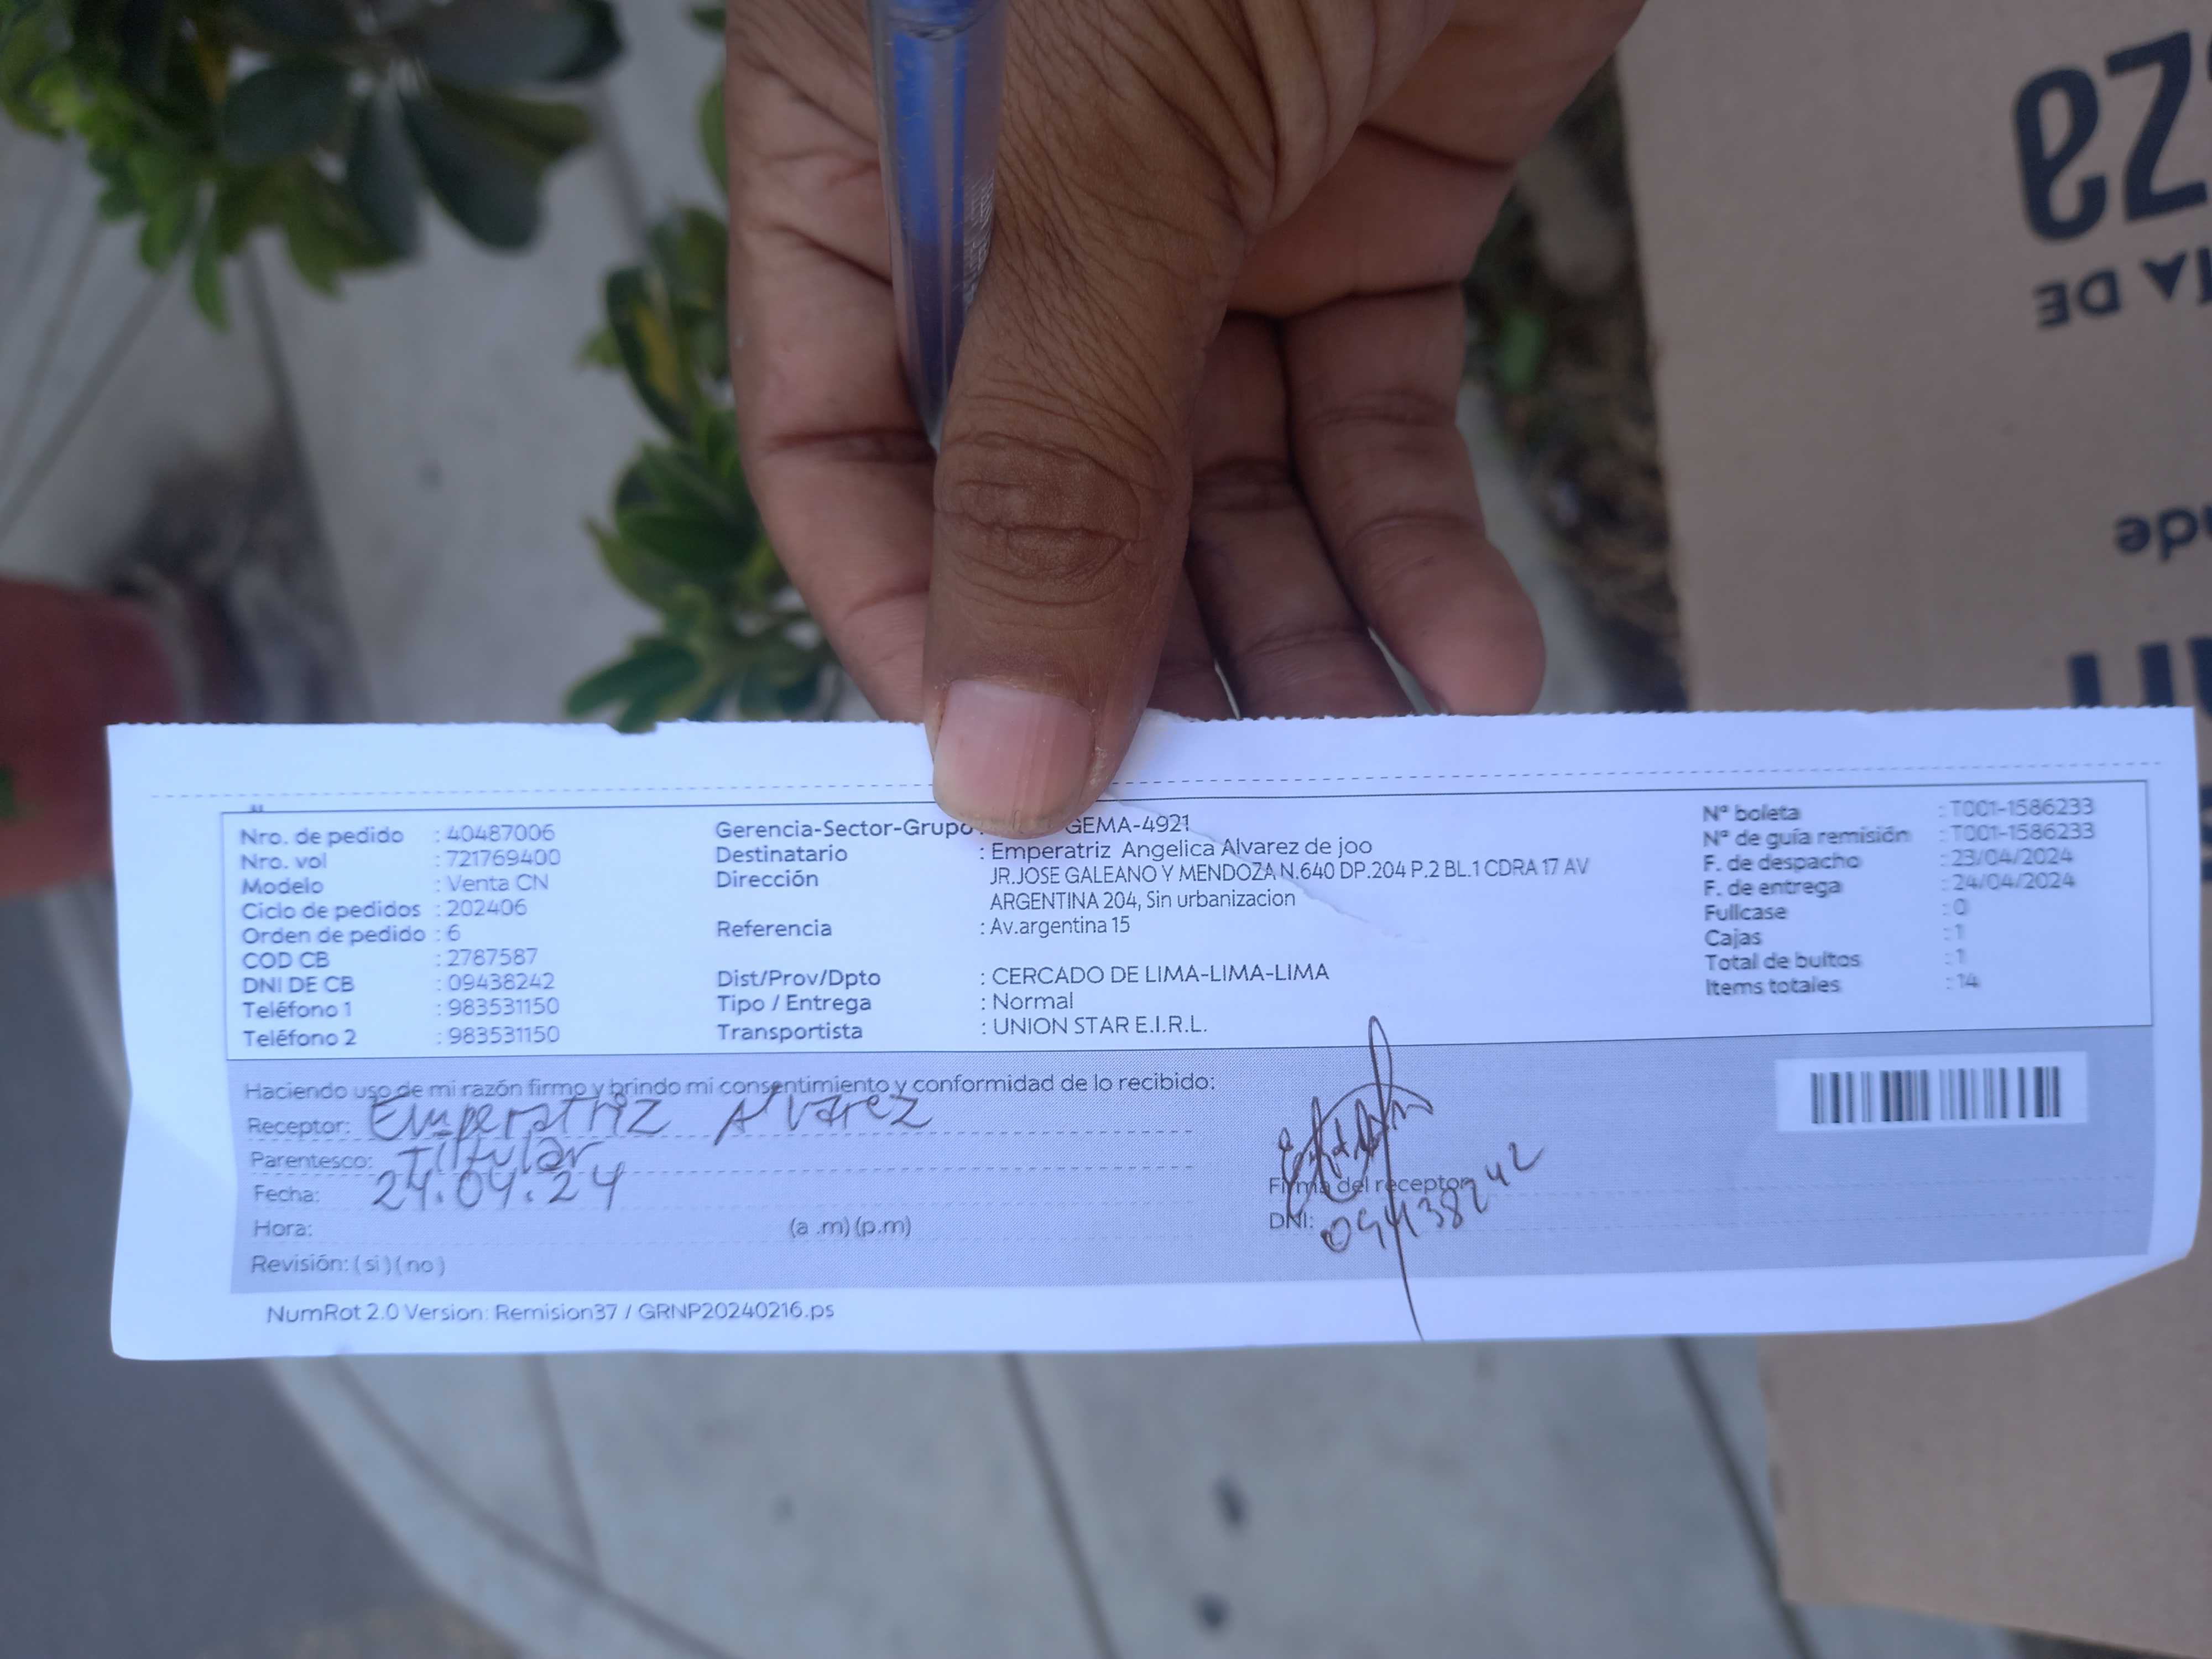 Nro. de pedido : 40487006
Nro. vol : 721769400
Modelo : Venta CN
Ciclo de pedidos : 202406
Orden de pedido : 6
COD CB : 2787587
DNI DE CB : 09438242
Teléfono 1 : 983531150
Teléfono 2 : 983531150
Gerencia-Sector-Grupo : GEMA-4921
Destinatario : Emperatriz Angelica Alvarez de joo
Dirección JR.JOSE GALEANO Y MENDOZA N.640 DP.204 P.2 BL.1 CDRA 17 AV
ARGENTINA 204, Sin urbanizacion
Referencia : Av.argentina 15
Dist/Prov/Dpto : CERCADO DE LIMA-LIMA-LIMA
Tipo / Entrega : Normal
Transportista : UNION STAR E.I.R.L.
Nº boleta : T001-1586233
Nº de guía remisión : T001-1586233
F. de despacho : 23/04/2024
F. de entrega : 24/04/2024
Fullcase : 0
Cajas : 1
Total de bultos : 1
Items totales : 14
Haciendo uso de mi razón firmo y brindo mi consentimiento y conformidad de lo recibido:
Receptor: Emperatriz Alvarez
Parentesco: Titular
Fecha: 24.04.24
Hora: (a .m) (p.m)
Revisión: ( si ) ( no )
Firma del receptor
DNI: 09438242
NumRot 2.0 Version: Remision37 / GRNP20240216.ps
za
ÍA DE